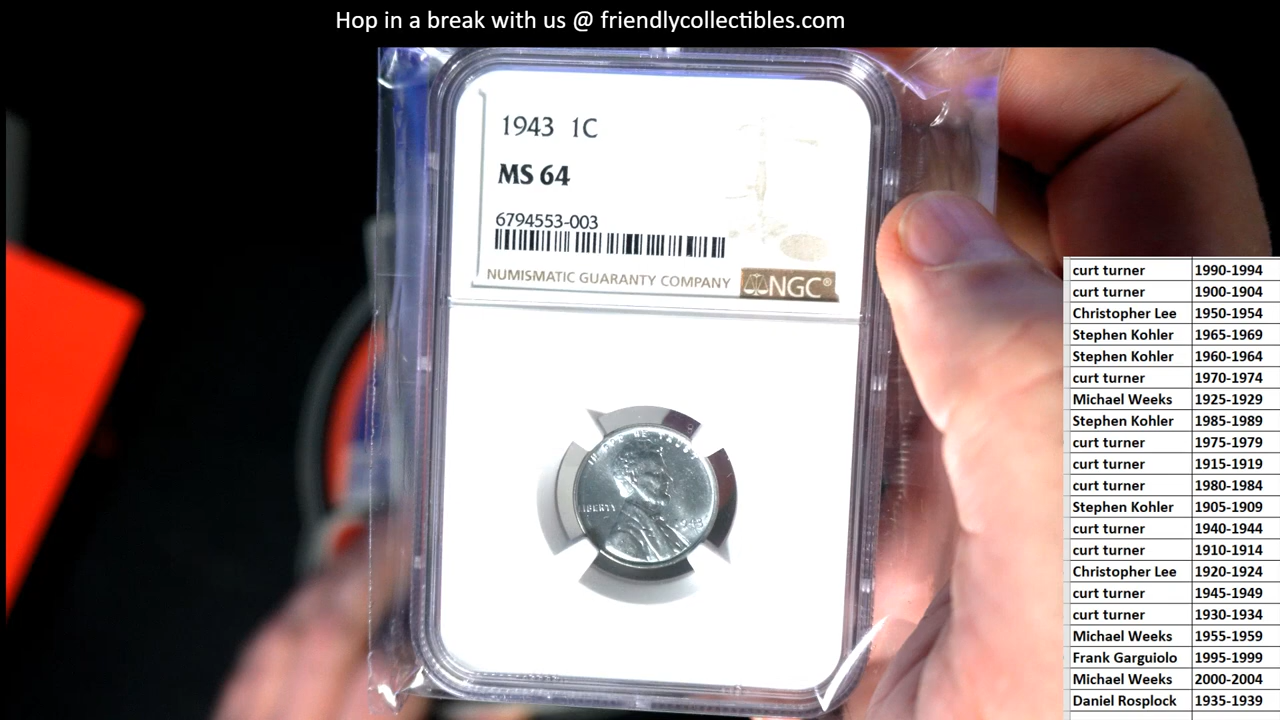 Hop in a break with us @ friendlycollectibles.com
1943 1C
MS 64
6794553-003
NUMISMATIC GUARANTY COMPANY NGC®
LIBERTY
1943
curt turner 1990-1994
curt turner 1900-1904
Christopher Lee 1950-1954
Stephen Kohler 1965-1969
Stephen Kohler 1960-1964
curt turner 1970-1974
Michael Weeks 1925-1929
Stephen Kohler 1985-1989
curt turner 1975-1979
curt turner 1915-1919
curt turner 1980-1984
Stephen Kohler 1905-1909
curt turner 1940-1944
curt turner 1910-1914
Christopher Lee 1920-1924
curt turner 1945-1949
curt turner 1930-1934
Michael Weeks 1955-1959
Frank Garguiolo 1995-1999
Michael Weeks 2000-2004
Daniel Rosplock 1935-1939